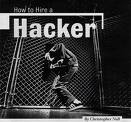 How to Hire a
Hacker
By Christopher Null